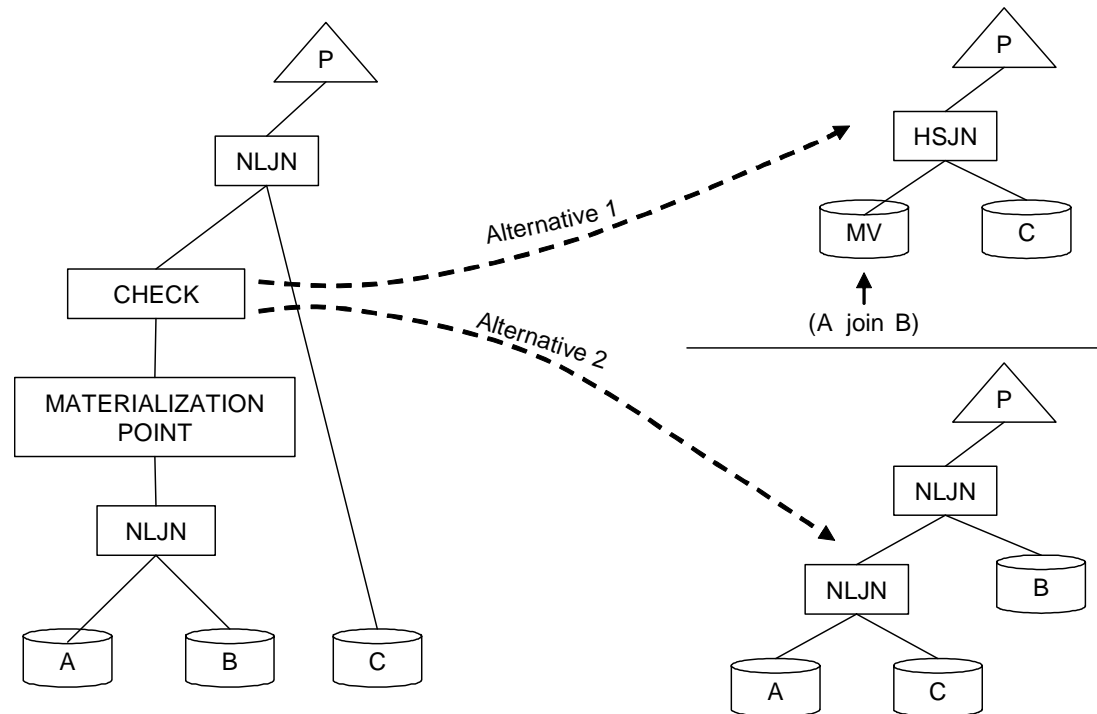 P
NLJN
CHECK
MATERIALIZATION
POINT
NLJN
A
B
C
Alternative 1
Alternative 2
P
HSJN
MV
C
(A join B)
P
NLJN
NLJN
B
A
C